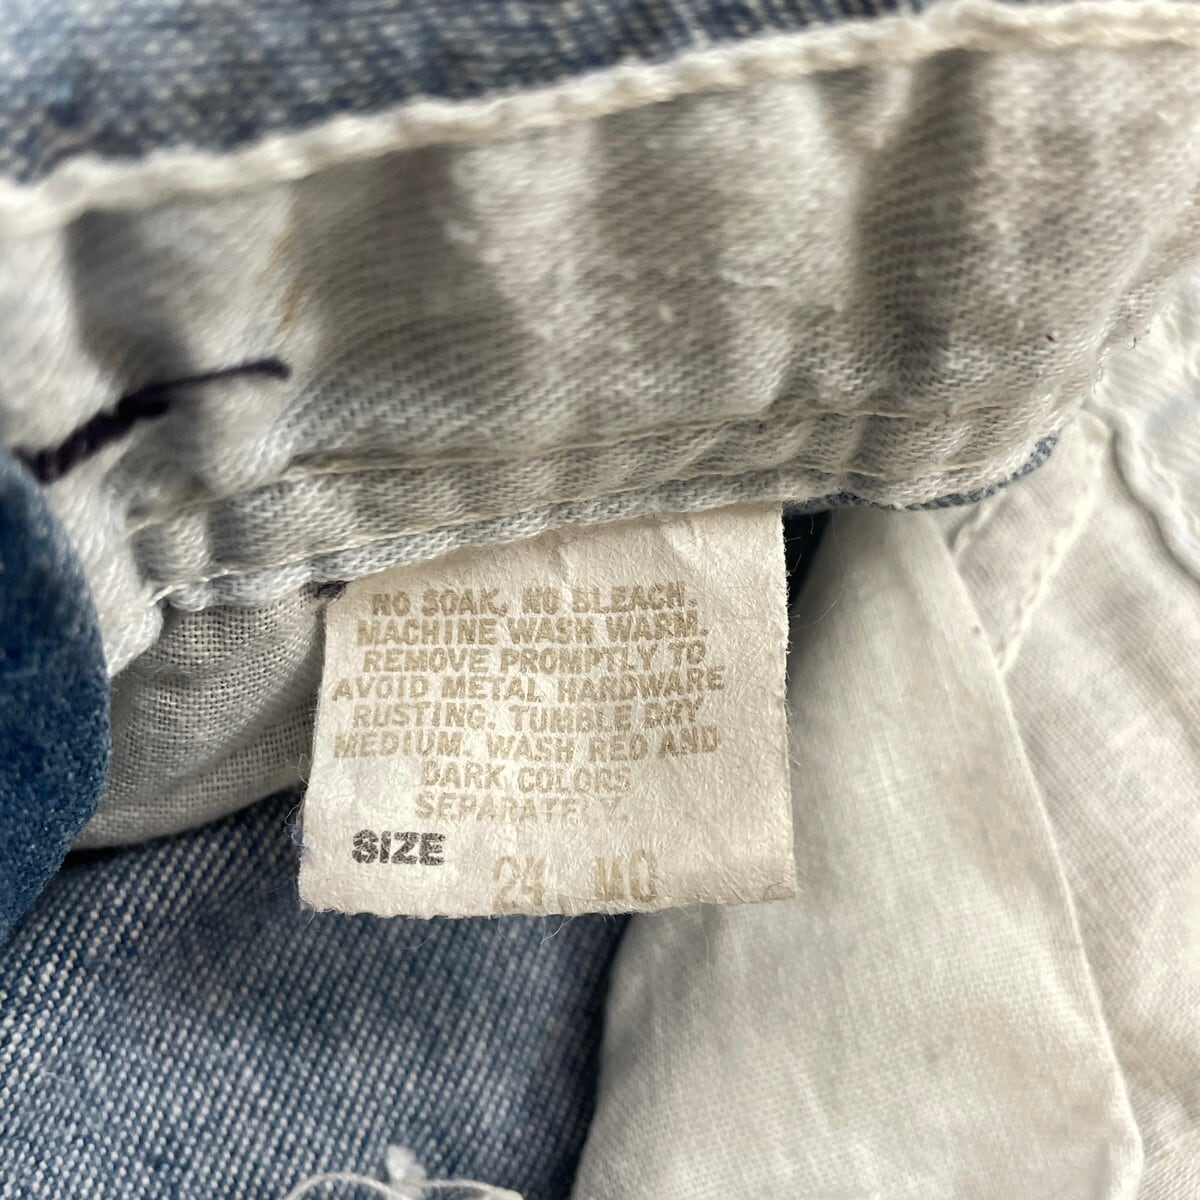 NO SOAK, NO BLEACH.
MACHINE WASH WARM.
REMOVE PROMPTLY TO
AVOID METAL HARDWARE
RUSTING. TUMBLE DRY
MEDIUM. WASH RED AND
DARK COLORS
SEPARATELY.
SIZE 24 MO